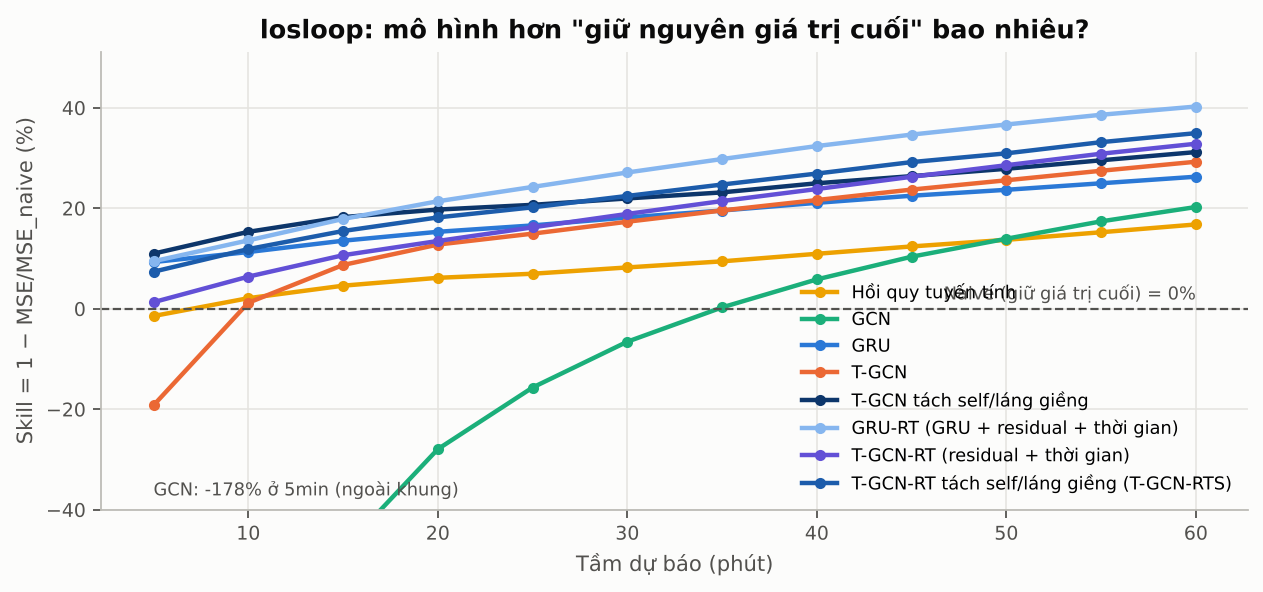 losloop: mô hình hơn "giữ nguyên giá trị cuối" bao nhiêu?
Skill = 1 − MSE/MSE_naive (%)
40
20
0
−20
−40
Hồi quy tuyến tính
(giữ giá trị cuối) = 0%
GCN
GRU
T-GCN
T-GCN tách self/láng giềng
GRU-RT (GRU + residual + thời gian)
T-GCN-RT (residual + thời gian)
T-GCN-RT tách self/láng giềng (T-GCN-RTS)
GCN: -178% ở 5min (ngoài khung)
10
20
30
40
50
60
Tầm dự báo (phút)